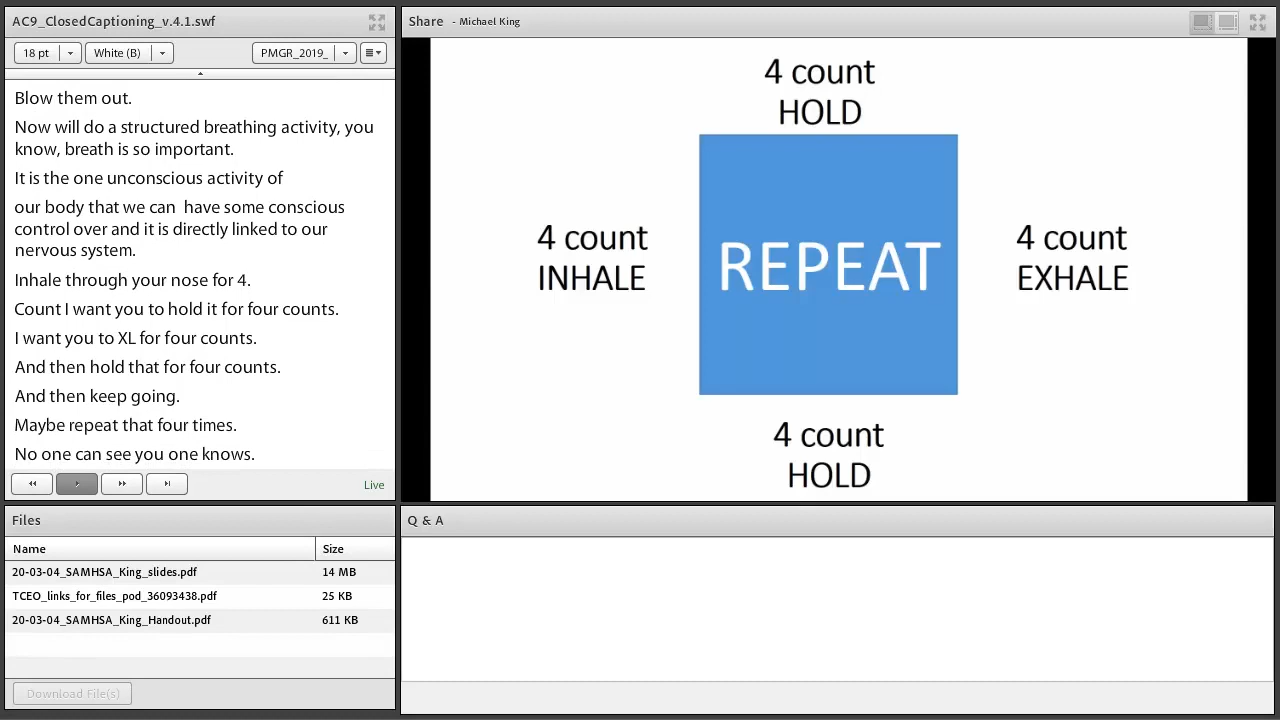 AC9_ClosedCaptioning_v.4.1.swf
18 pt
White (B)
PMGR_2019_
Blow them out.
Now will do a structured breathing activity, you
know, breath is so important.
It is the one unconscious activity of
our body that we can  have some conscious
control over and it is directly linked to our
nervous system.
Inhale through your nose for 4.
Count I want you to hold it for four counts.
I want you to XL for four counts.
And then hold that for four counts.
And then keep going.
Maybe repeat that four times.
No one can see you one knows.
Live
Share - Michael King
4 count
HOLD
4 count
INHALE
REPEAT
4 count
EXHALE
4 count
HOLD
Files
Name Size
20-03-04_SAMHSA_King_slides.pdf 14 MB
TCEO_links_for_files_pod_36093438.pdf 25 KB
20-03-04_SAMHSA_King_Handout.pdf 611 KB
Download File(s)
Q & A